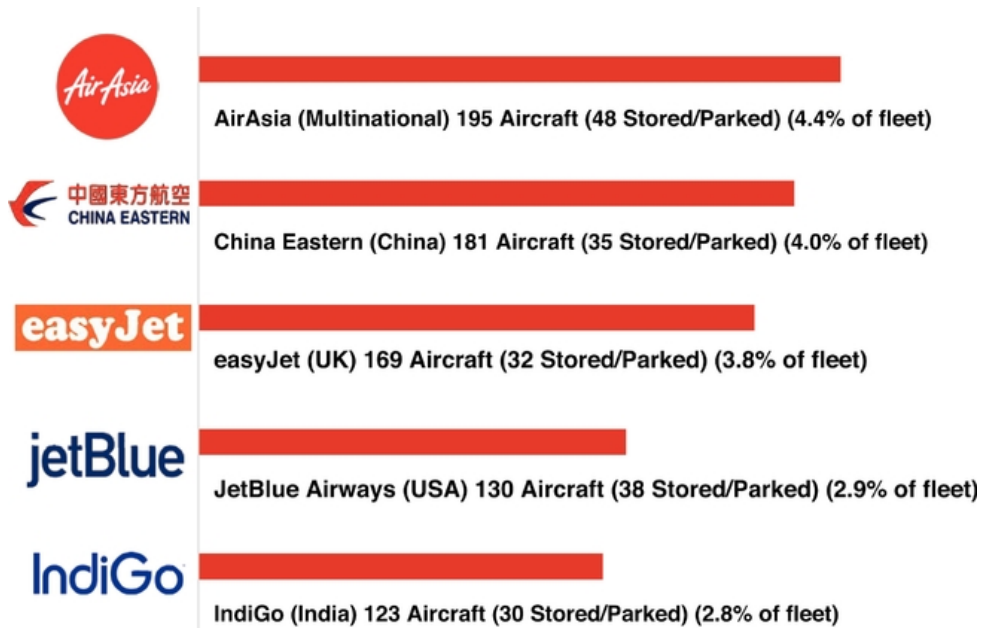 AirAsia
AirAsia (Multinational) 195 Aircraft (48 Stored/Parked) (4.4% of fleet)
中國東方航空
CHINA EASTERN
China Eastern (China) 181 Aircraft (35 Stored/Parked) (4.0% of fleet)
easyJet
easyJet (UK) 169 Aircraft (32 Stored/Parked) (3.8% of fleet)
jetBlue
JetBlue Airways (USA) 130 Aircraft (38 Stored/Parked) (2.9% of fleet)
IndiGo
IndiGo (India) 123 Aircraft (30 Stored/Parked) (2.8% of fleet)